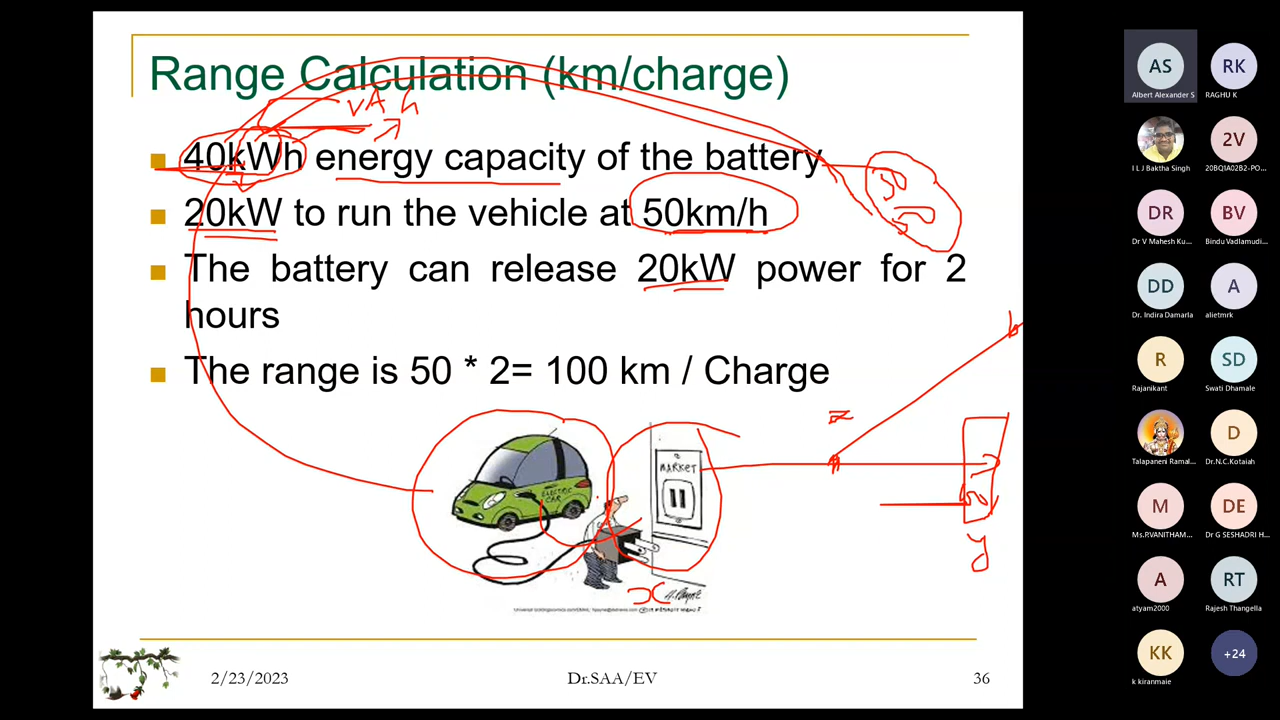 Range Calculation (km/charge)
VA h
40kWh energy capacity of the battery
20kW to run the vehicle at 50km/h
The battery can release 20kW power for 2
hours
The range is 50 * 2= 100 km / Charge
MARKET
ELECTRIC
CAR
x
y
2/23/2023
Dr.SAA/EV
36
AS
Albert Alexander S
RK
RAGHU K
I L J Baktha Singh
2V
20BQ1A02B2-PO...
DR
Dr V Mahesh Ku...
BV
Bindu Vadlamudi...
DD
Dr. Indira Damarla
A
alietmrk
R
Rajanikant
SD
Swati Dhamale
Talapaneni Ramal...
D
Dr.N.C.Kotaiah
M
Ms.P.VANITHAM...
DE
Dr G SESHADRI H...
A
atyam2000
RT
Rajesh Thangella
KK
k kiranmaie
+24